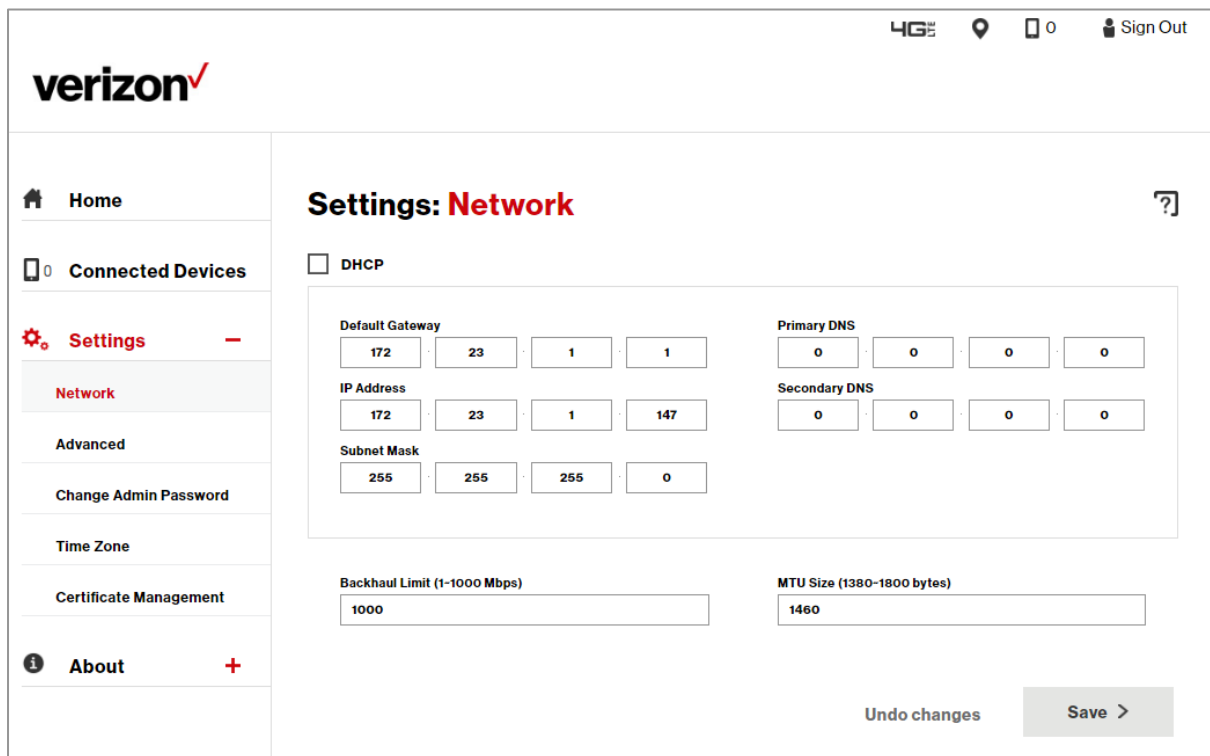 4G LTE 0 Sign Out
verizon
Home
Settings: Network
0 Connected Devices
DHCP
Settings
Default Gateway Primary DNS
172 . 23 . 1 . 1 0 . 0 . 0 . 0
IP Address Secondary DNS
172 . 23 . 1 . 147 0 . 0 . 0 . 0
Subnet Mask
255 . 255 . 255 . 0
Network
Advanced
Change Admin Password
Time Zone
Certificate Management
Backhaul Limit (1-1000 Mbps) MTU Size (1380-1800 bytes)
1000 1460
About
Undo changes Save